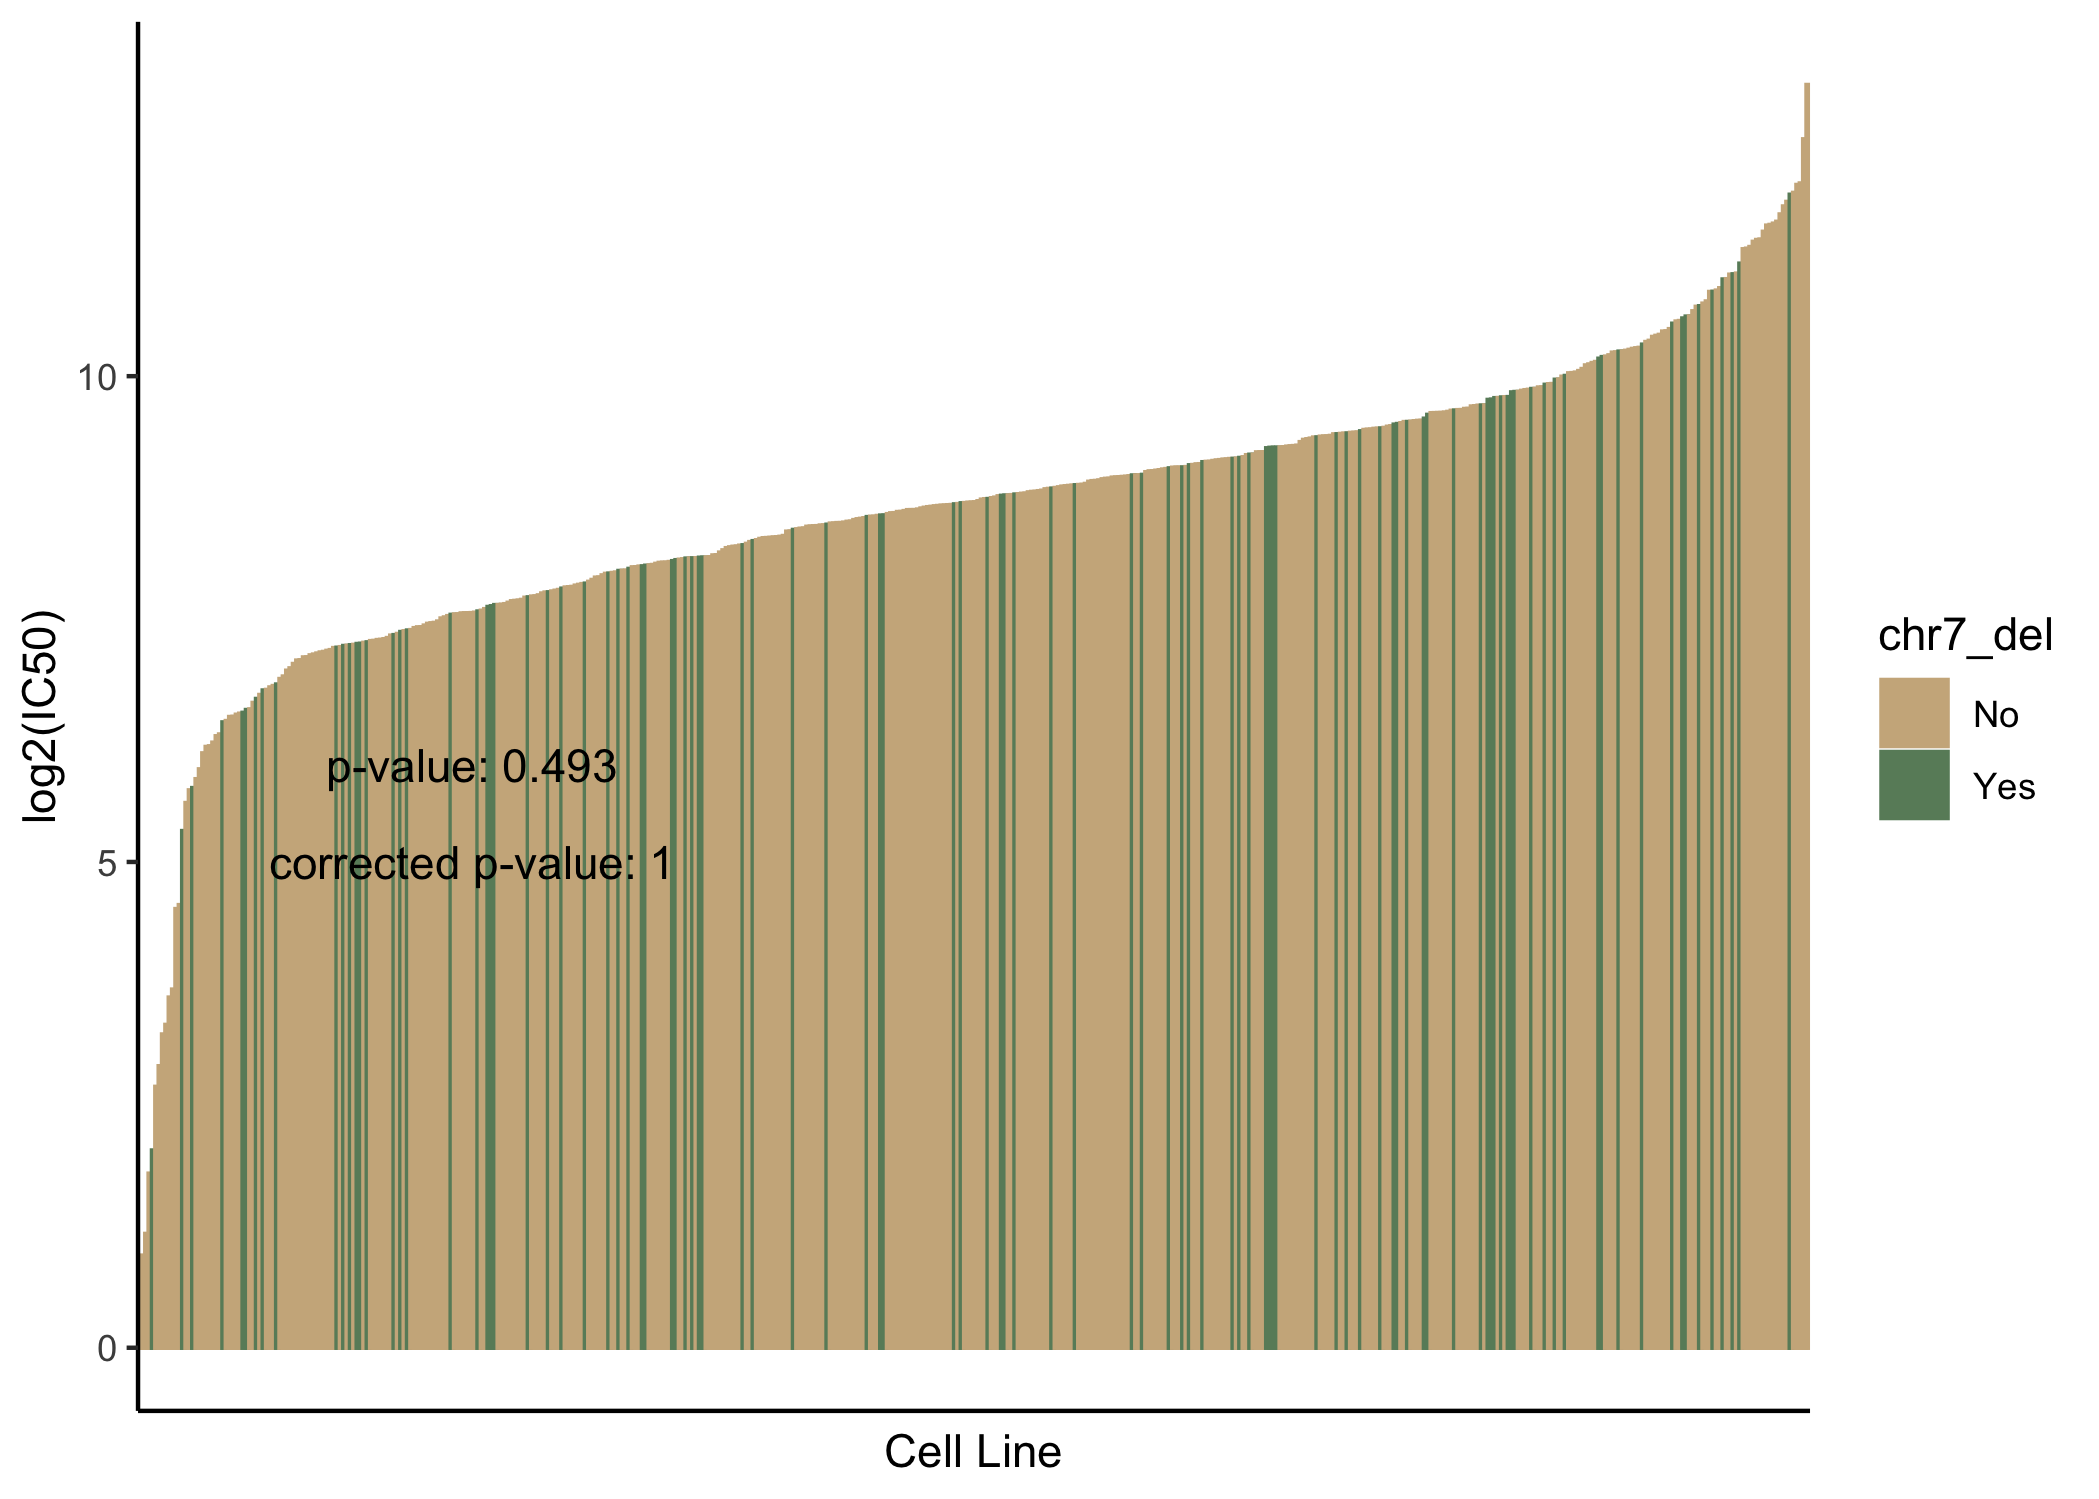 log2(IC50)
10
5
0
p-value: 0.493
corrected p-value: 1
Cell Line
chr7_del
No
Yes